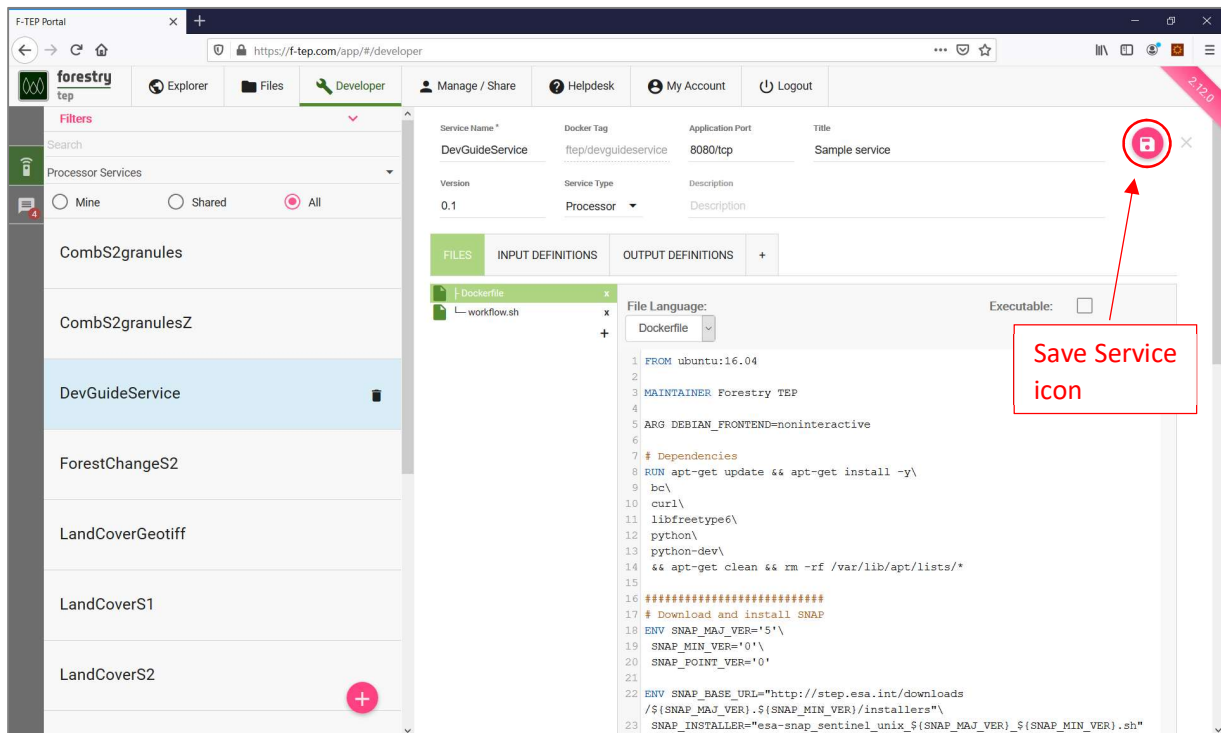 F-TEP Portal
https://f-tep.com/app/#/developer
forestry
tep
Explorer
Files
Developer
Manage / Share
Helpdesk
My Account
Logout
2.12.0
Filters
Search
Processor Services
Mine
Shared
All
4
CombS2granules
CombS2granulesZ
DevGuideService
ForestChangeS2
LandCoverGeotiff
LandCoverS1
LandCoverS2
Service Name *
Docker Tag
Application Port
Title
DevGuideService
ftep/devguideservice
8080/tcp
Sample service
Version
Service Type
Description
0.1
Processor
Description
FILES
INPUT DEFINITIONS
OUTPUT DEFINITIONS
+
Dockerfile x
workflow.sh x
+
File Language:
Executable:
Dockerfile
Save Service
icon
1 FROM ubuntu:16.04
2
3 MAINTAINER Forestry TEP
4
5 ARG DEBIAN_FRONTEND=noninteractive
6
7 # Dependencies
8 RUN apt-get update && apt-get install -y\
9 bc\
10 curl\
11 libfreetype6\
12 python\
13 python-dev\
14 && apt-get clean && rm -rf /var/lib/apt/lists/*
15
16 ###########################
17 # Download and install SNAP
18 ENV SNAP_MAJ_VER='5'\
19 SNAP_MIN_VER='0'\
20 SNAP_POINT_VER='0'
21
22 ENV SNAP_BASE_URL="http://step.esa.int/downloads
/${SNAP_MAJ_VER}.${SNAP_MIN_VER}/installers"\
23 SNAP_INSTALLER="esa-snap_sentinel_unix_${SNAP_MAJ_VER}_${SNAP_MIN_VER}.sh"